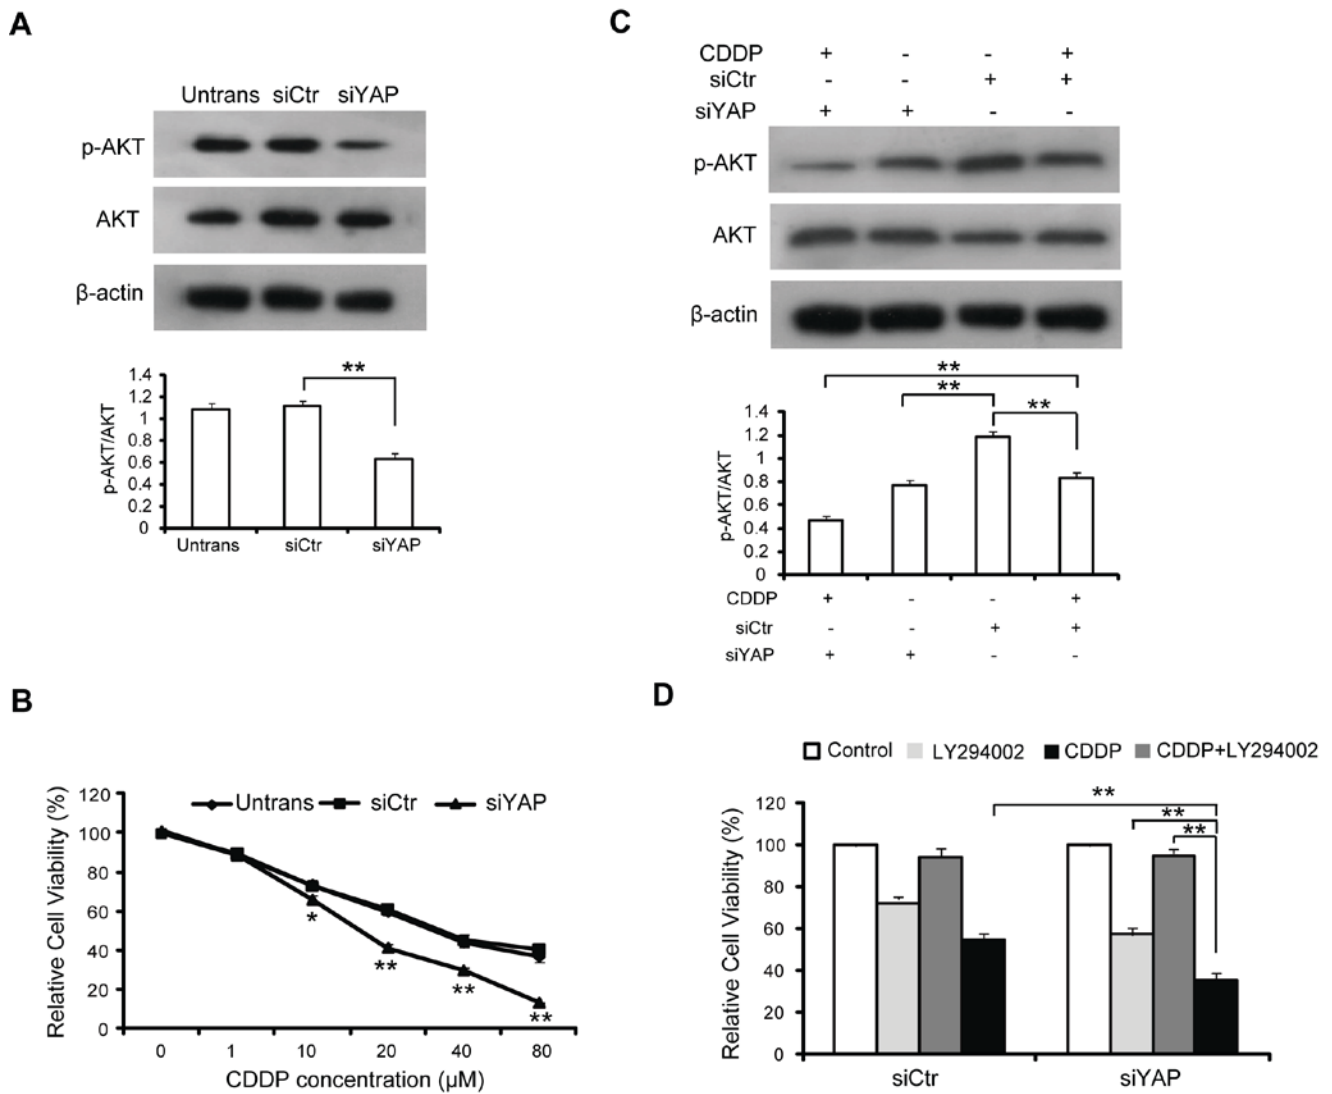 A
Untrans siCtr siYAP
p-AKT
AKT
β-actin
**
1.4
1.2
1
0.8
0.6
0.4
0.2
0
p-AKT/AKT
Untrans siCtr siYAP
C
CDDP + - - +
siCtr - - + +
siYAP + + - -
p-AKT
AKT
β-actin
**
**
**
1.4
1.2
1
0.8
0.6
0.4
0.2
0
p-AKT/AKT
CDDP + - - +
siCtr - - + +
siYAP + + - -
B
Untrans siCtr siYAP
120
100
80
60
40
20
0
Relative Cell Viability (%)
*
**
**
**
0 1 10 20 40 80
CDDP concentration (μM)
D
Control LY294002 CDDP CDDP+LY294002
**
**
**
120
100
80
60
40
20
0
Relative Cell Viability (%)
siCtr siYAP